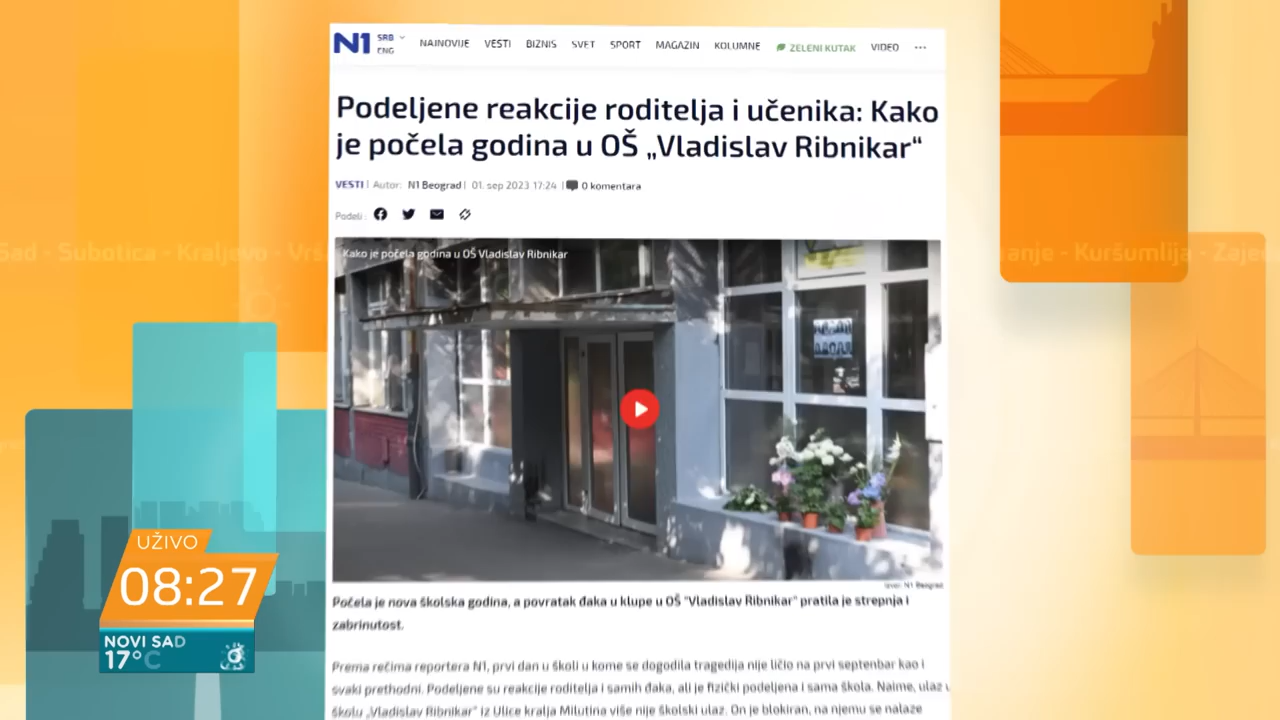 N1 SRB ENG NAJNOVIJE VESTI BIZNIS SVET SPORT MAGAZIN KOLUMNE ZELENI KUTAK VIDEO ...
Podeljene reakcije roditelja i učenika: Kako
je počela godina u OŠ „Vladislav Ribnikar“
VESTI | Autor: N1 Beograd | 01. sep 2023 17:24 | 0 komentara
Podeli :
Kako je počela godina u OŠ Vladislav Ribnikar
Sad - Subotica - Kraljevo - Vrš
anje - Kuršumlija - Zaje
Izvor: N1 Beograd
Počela je nova školska godina, a povratak đaka u klupe u OŠ "Vladislav Ribnikar" pratila je strepnja i
zabrinutost.
Prema rečima reportera N1, prvi dan u školi u kome se dogodila tragedija nije ličio na prvi septembar kao i
svaki prethodni. Podeljene su reakcije roditelja i samih đaka, ali je fizički podeljena i sama škola. Naime, ulaz u
školu „Vladislav Ribnikar“ iz Ulice kralja Milutina više nije školski ulaz. On je blokiran, na njemu se nalaze
UŽIVO
08:27
NOVI SAD
17°C